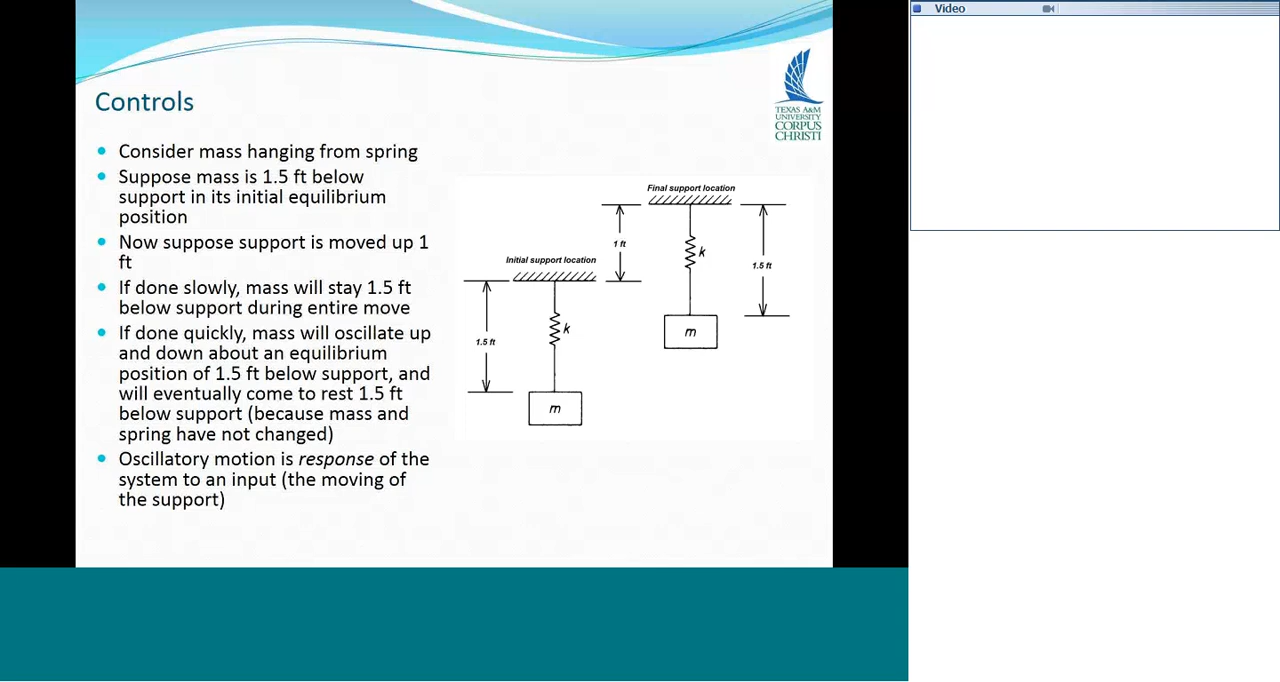 Video
TEXAS A&M
UNIVERSITY
CORPUS
CHRISTI
Controls
Consider mass hanging from spring
Suppose mass is 1.5 ft below
support in its initial equilibrium
position
Now suppose support is moved up 1
ft
If done slowly, mass will stay 1.5 ft
below support during entire move
If done quickly, mass will oscillate up
and down about an equilibrium
position of 1.5 ft below support, and
will eventually come to rest 1.5 ft
below support (because mass and
spring have not changed)
Oscillatory motion is response of the
system to an input (the moving of
the support)
Final support location
1 ft
k
1.5 ft
m
Initial support location
1.5 ft
k
m